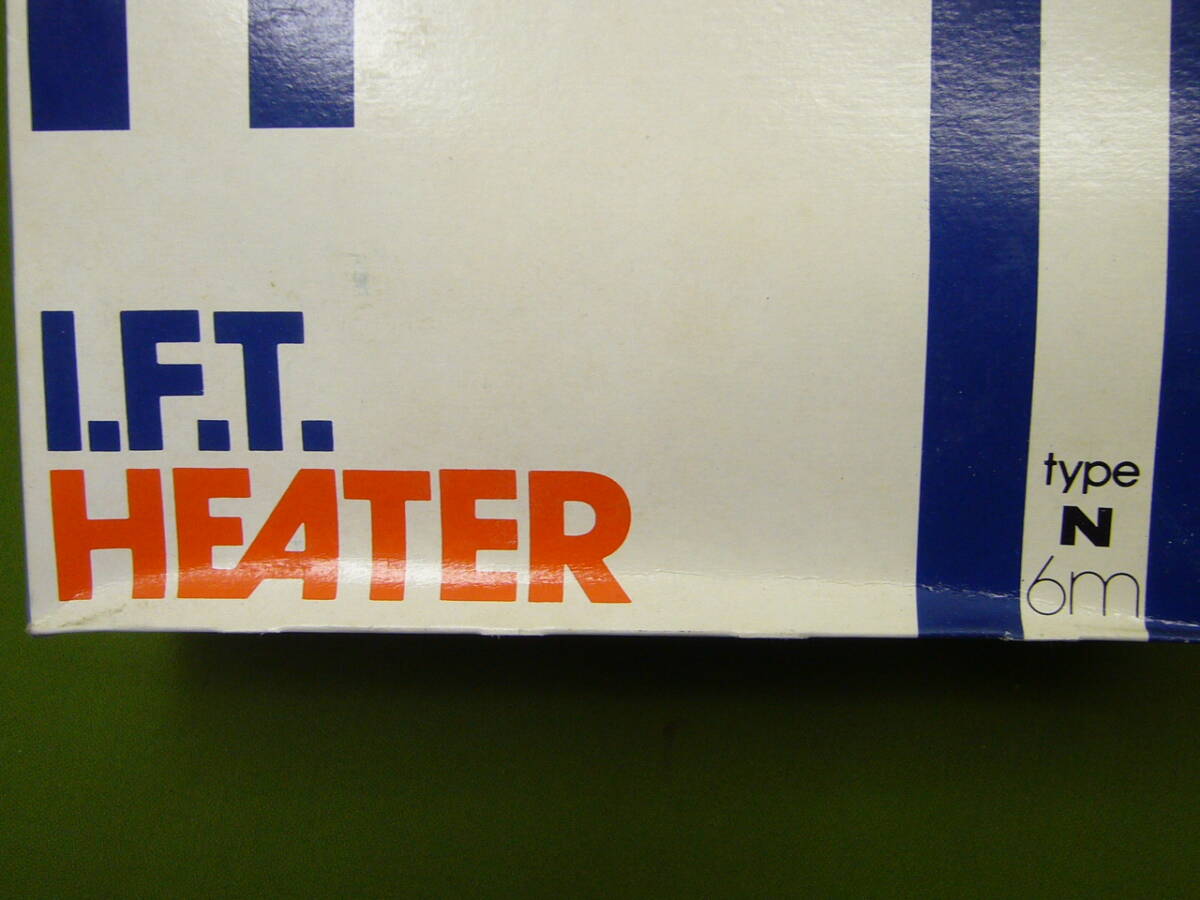 I.F.T.
HEATER
type
N
6m